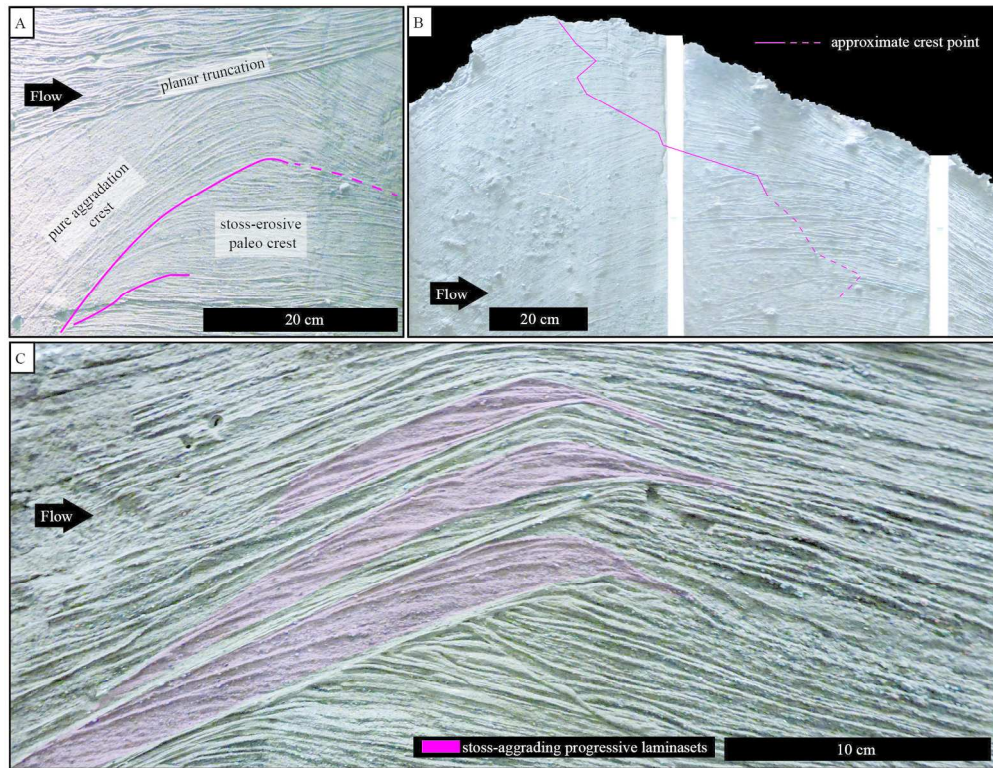 A
planar truncation
Flow
pure aggradation
crest
stoss-erosive
paleo crest
20 cm
B
approximate crest point
Flow
20 cm
C
Flow
stoss-aggrading progressive laminasets
10 cm